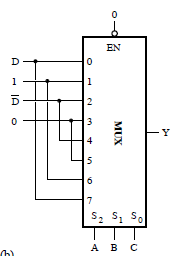 0
EN
D 0
1 1
D̅ 2
0 3
4
5
6
7
MUX
Y
S2 S1 S0
A B C
(b)